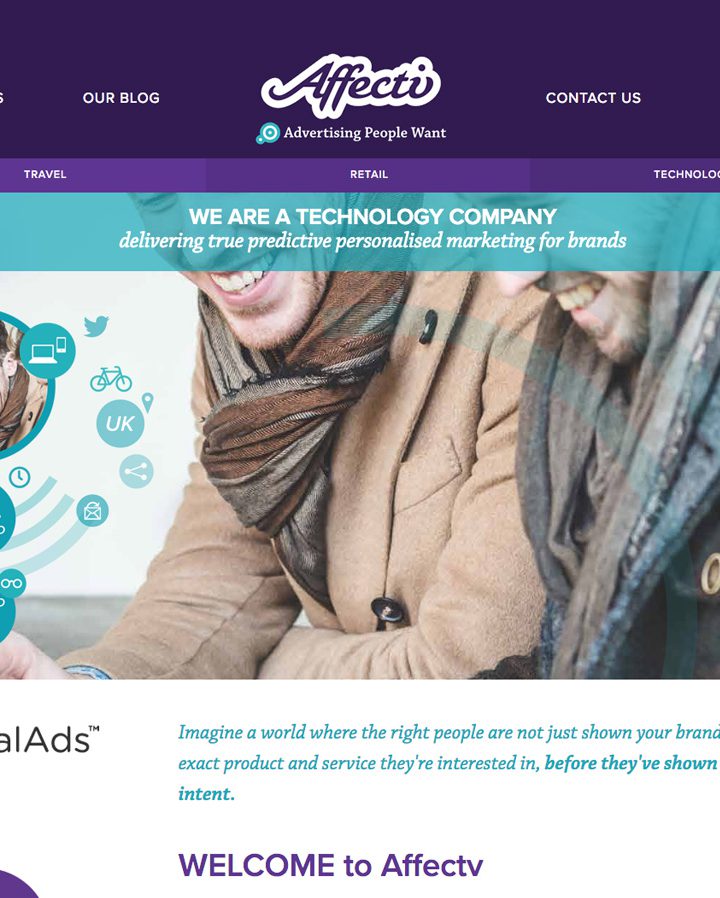 S
OUR BLOG
Affectv
CONTACT US
Advertising People Want
TRAVEL
RETAIL
TECHNOLOG
WE ARE A TECHNOLOGY COMPANY
delivering true predictive personalised marketing for brands
UK
alAds™
Imagine a world where the right people are not just shown your brand
exact product and service they're interested in, before they've shown
intent.
WELCOME to Affectv